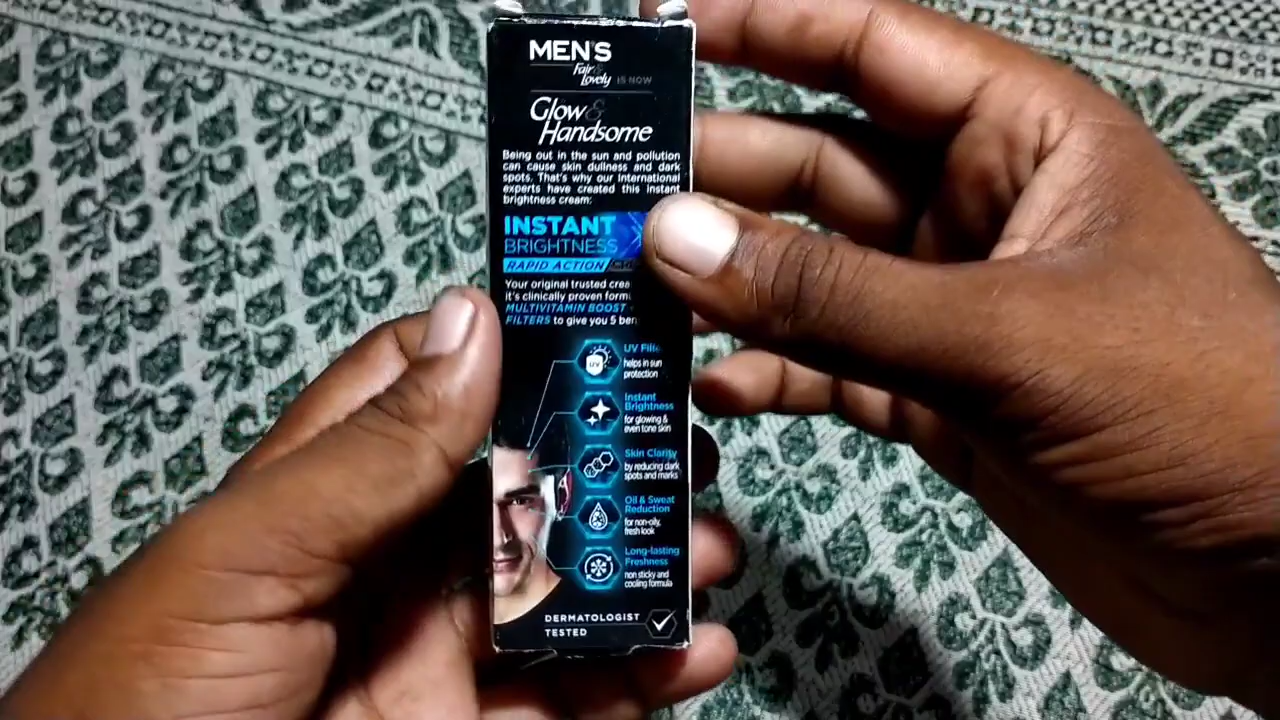 MEN'S
Fair & Lovely IS NOW
Glow &
Handsome
Being out in the sun and pollution
can cause skin dullness and dark
spots. That's why our International
experts have created this instant
brightness cream:
INSTANT
BRIGHTNESS
RAPID ACTION
Your original trusted
it's clinically proven
MULTIVITAMIN BOOST
FILTERS to give you 5
UV
UV
helps in sun
protection
Instant
Brightness
for glowing &
even tone skin
Skin Clarity
by reducing dark
spots and marks
Oil & Sweat
Reduction
for non-oily,
fresh look
Long-lasting
Freshness
non sticky and
cooling formula
DERMATOLOGIST
TESTED